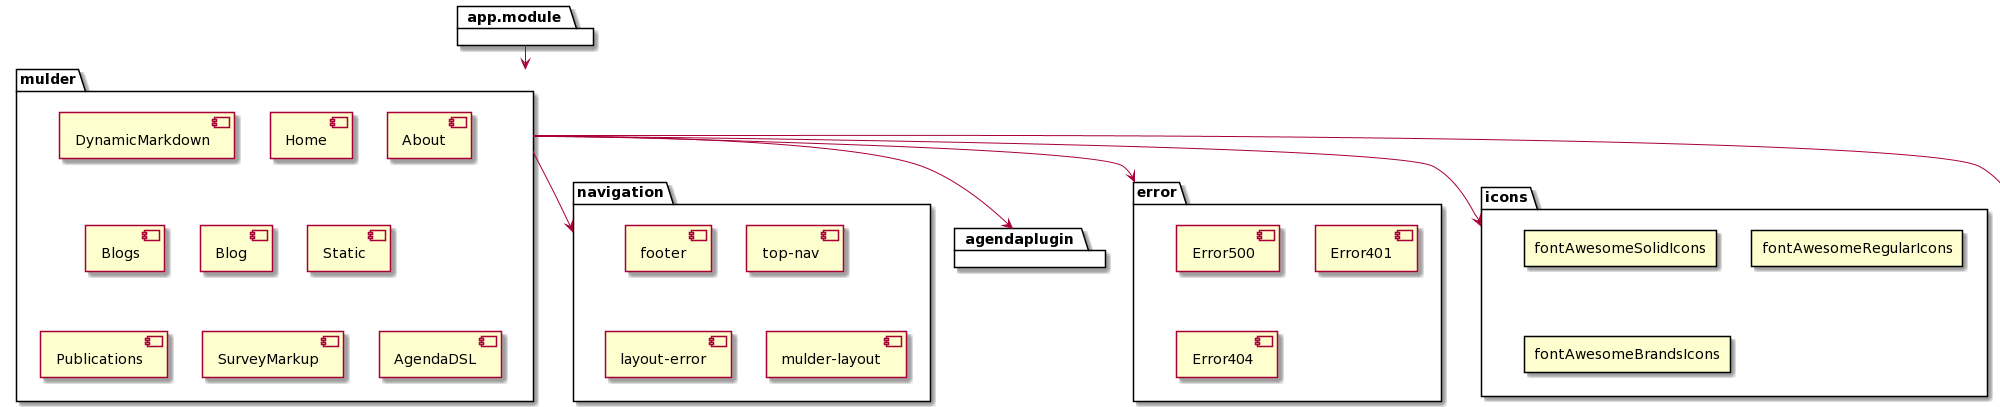 app.module
mulder
DynamicMarkdown
Home
About
Blogs
Blog
Static
Publications
SurveyMarkup
AgendaDSL
navigation
footer
top-nav
layout-error
mulder-layout
agendaplugin
error
Error500
Error401
Error404
icons
fontAwesomeSolidIcons
fontAwesomeRegularIcons
fontAwesomeBrandsIcons